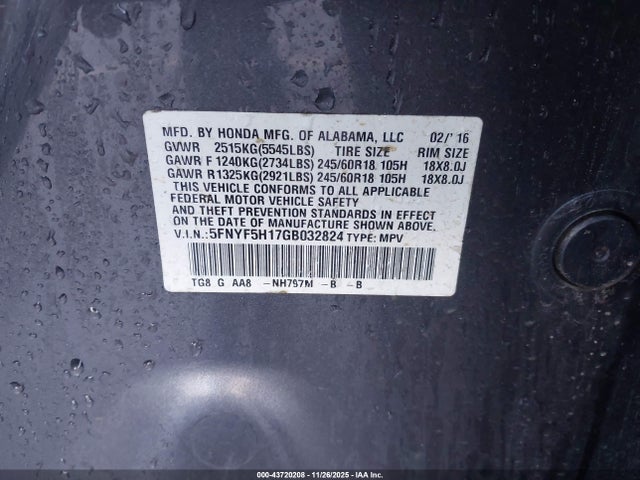 MFD. BY HONDA MFG. OF ALABAMA, LLC 02/'16
GVWR 2515KG(5545LBS) TIRE SIZE RIM SIZE
GAWR F 1240KG(2734LBS) 245/60R18 105H 18X8.0J
GAWR R 1325KG(2921LBS) 245/60R18 105H 18X8.0J
THIS VEHICLE CONFORMS TO ALL APPLICABLE
FEDERAL MOTOR VEHICLE SAFETY
AND THEFT PREVENTION STANDARDS IN EFFECT
ON THE DATE OF MANUFACTURE SHOWN ABOVE.
V.I.N.:5FNYF5H17GB032824 TYPE: MPV
TG8 G AA8 -NH797M -B -B
000-43720208 11/26/2025 IAA Inc.